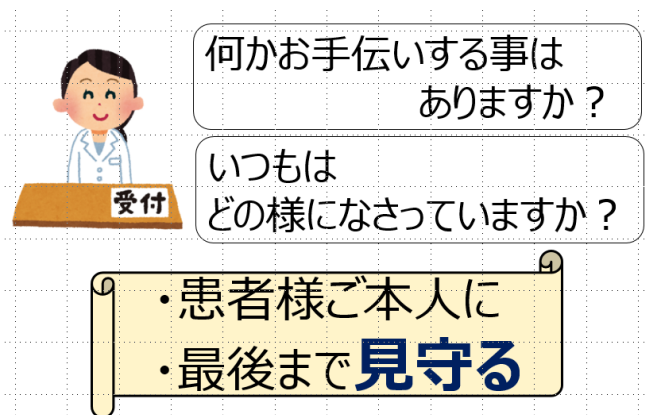 何かお手伝いする事は
ありますか？
いつもは
どの様になさっていますか？
受付
・患者様ご本人に
・最後まで見守る